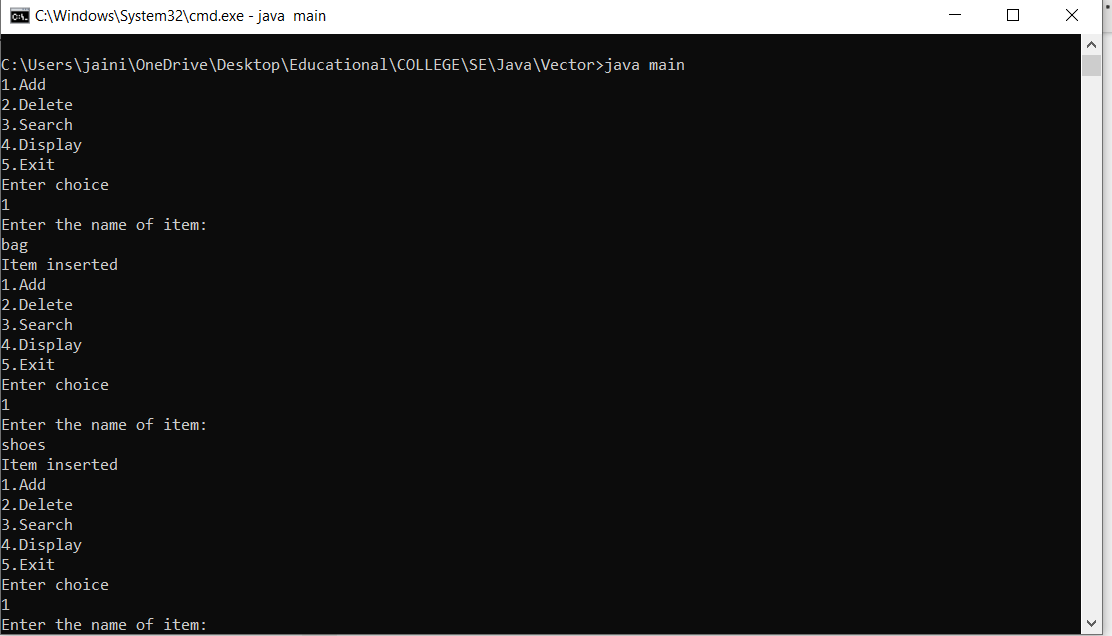 C:\Windows\System32\cmd.exe - java  main
C:\Users\jaini\OneDrive\Desktop\Educational\COLLEGE\SE\Java\Vector>java main
1.Add
2.Delete
3.Search
4.Display
5.Exit
Enter choice
1
Enter the name of item:
bag
Item inserted
1.Add
2.Delete
3.Search
4.Display
5.Exit
Enter choice
1
Enter the name of item:
shoes
Item inserted
1.Add
2.Delete
3.Search
4.Display
5.Exit
Enter choice
1
Enter the name of item: